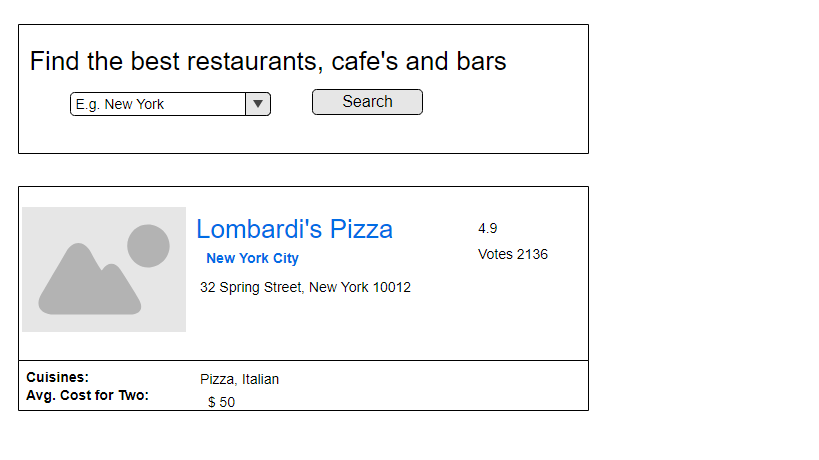 Find the best restaurants, cafe's and bars
E.g. New York
Search
Lombardi's Pizza
New York City
32 Spring Street, New York 10012
4.9
Votes 2136
Cuisines:
Pizza, Italian
Avg. Cost for Two:
$ 50